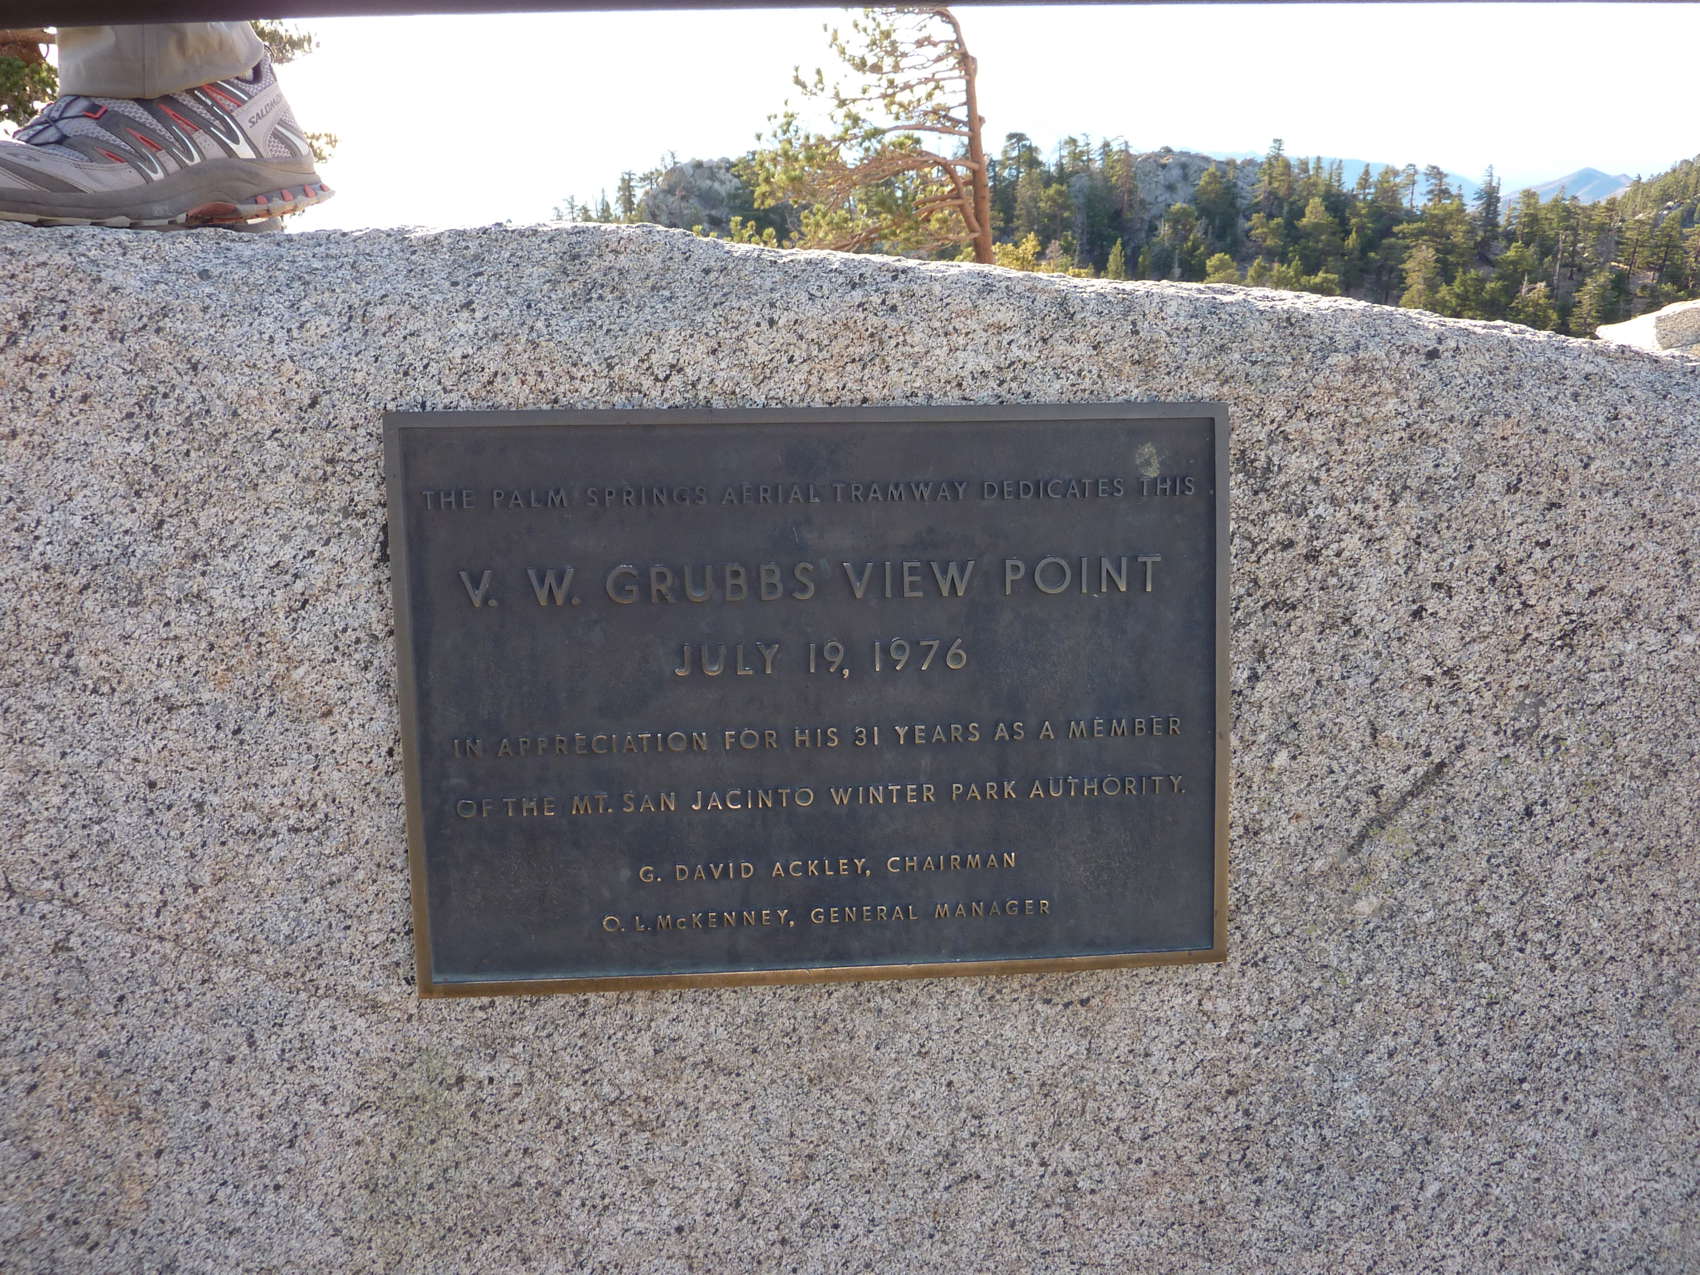 SALOMON
THE PALM SPRINGS AERIAL TRAMWAY DEDICATES THIS
V. W. GRUBBS VIEW POINT
JULY 19, 1976
IN APPRECIATION FOR HIS 31 YEARS AS A MEMBER
OF THE MT. SAN JACINTO WINTER PARK AUTHORITY.
G. DAVID ACKLEY, CHAIRMAN
O. L. McKENNEY, GENERAL MANAGER